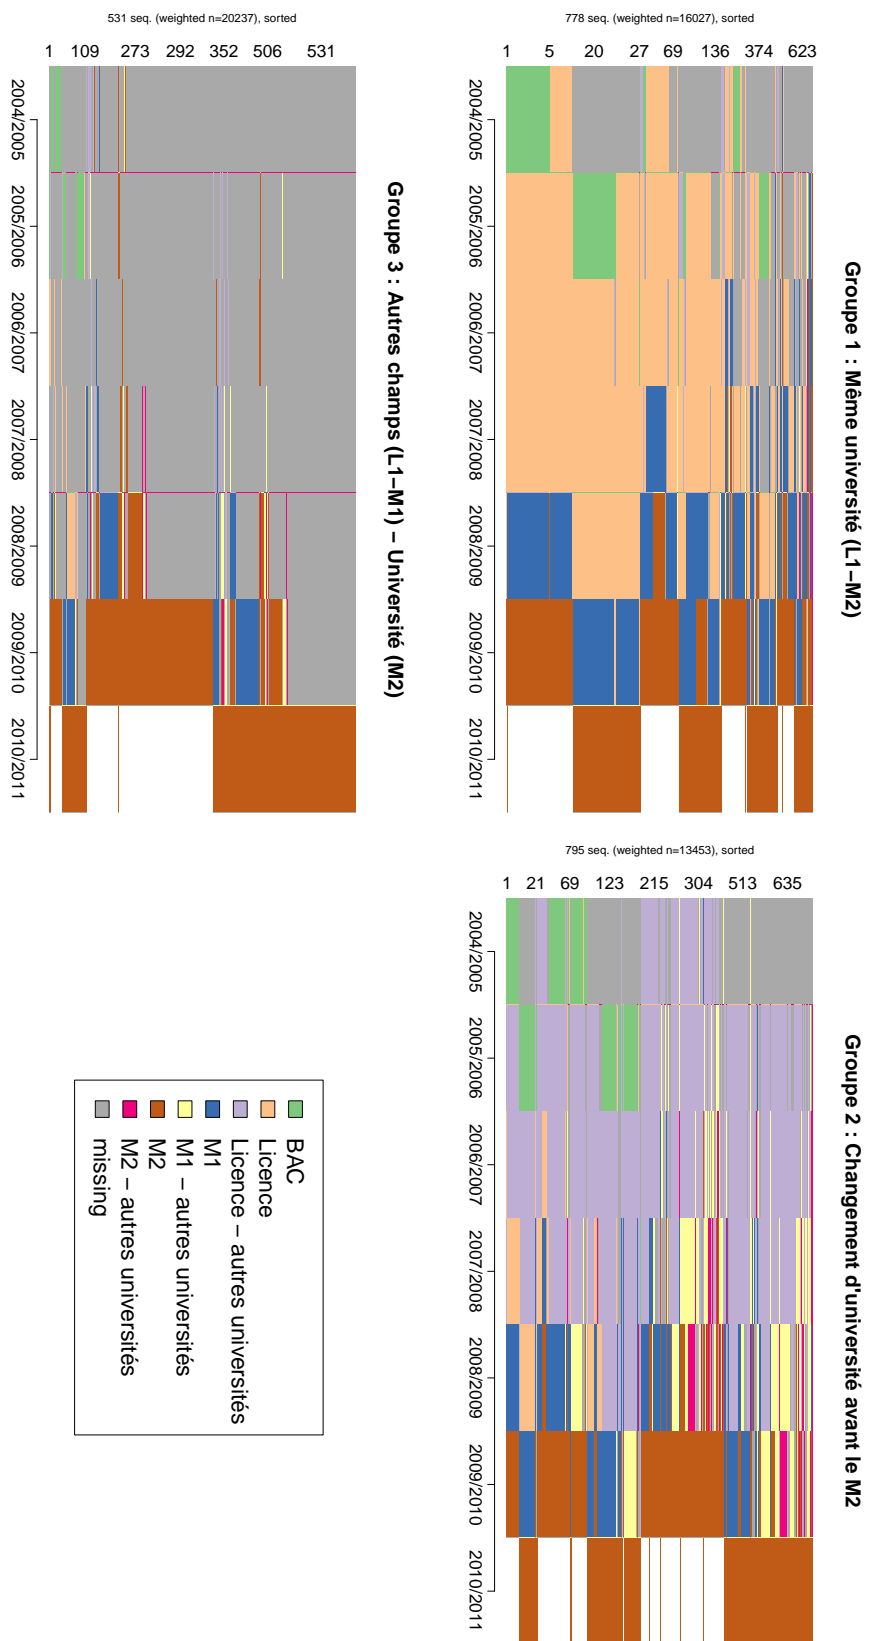 Groupe 1 : Même université (L1−M2)
778 seq. (weighted n=16027), sorted
1 5 20 27 69 136 374 623
2004/2005 2005/2006 2006/2007 2007/2008 2008/2009 2009/2010 2010/2011
Groupe 2 : Changement d'université avant le M2
795 seq. (weighted n=13453), sorted
1 21 69 123 215 304 513 635
2004/2005 2005/2006 2006/2007 2007/2008 2008/2009 2009/2010 2010/2011
Groupe 3 : Autres champs (L1−M1) − Université (M2)
531 seq. (weighted n=20237), sorted
1 109 273 292 352 506 531
2004/2005 2005/2006 2006/2007 2007/2008 2008/2009 2009/2010 2010/2011
BAC
Licence
Licence − autres universités
M1
M1 − autres universités
M2
M2 − autres universités
missing